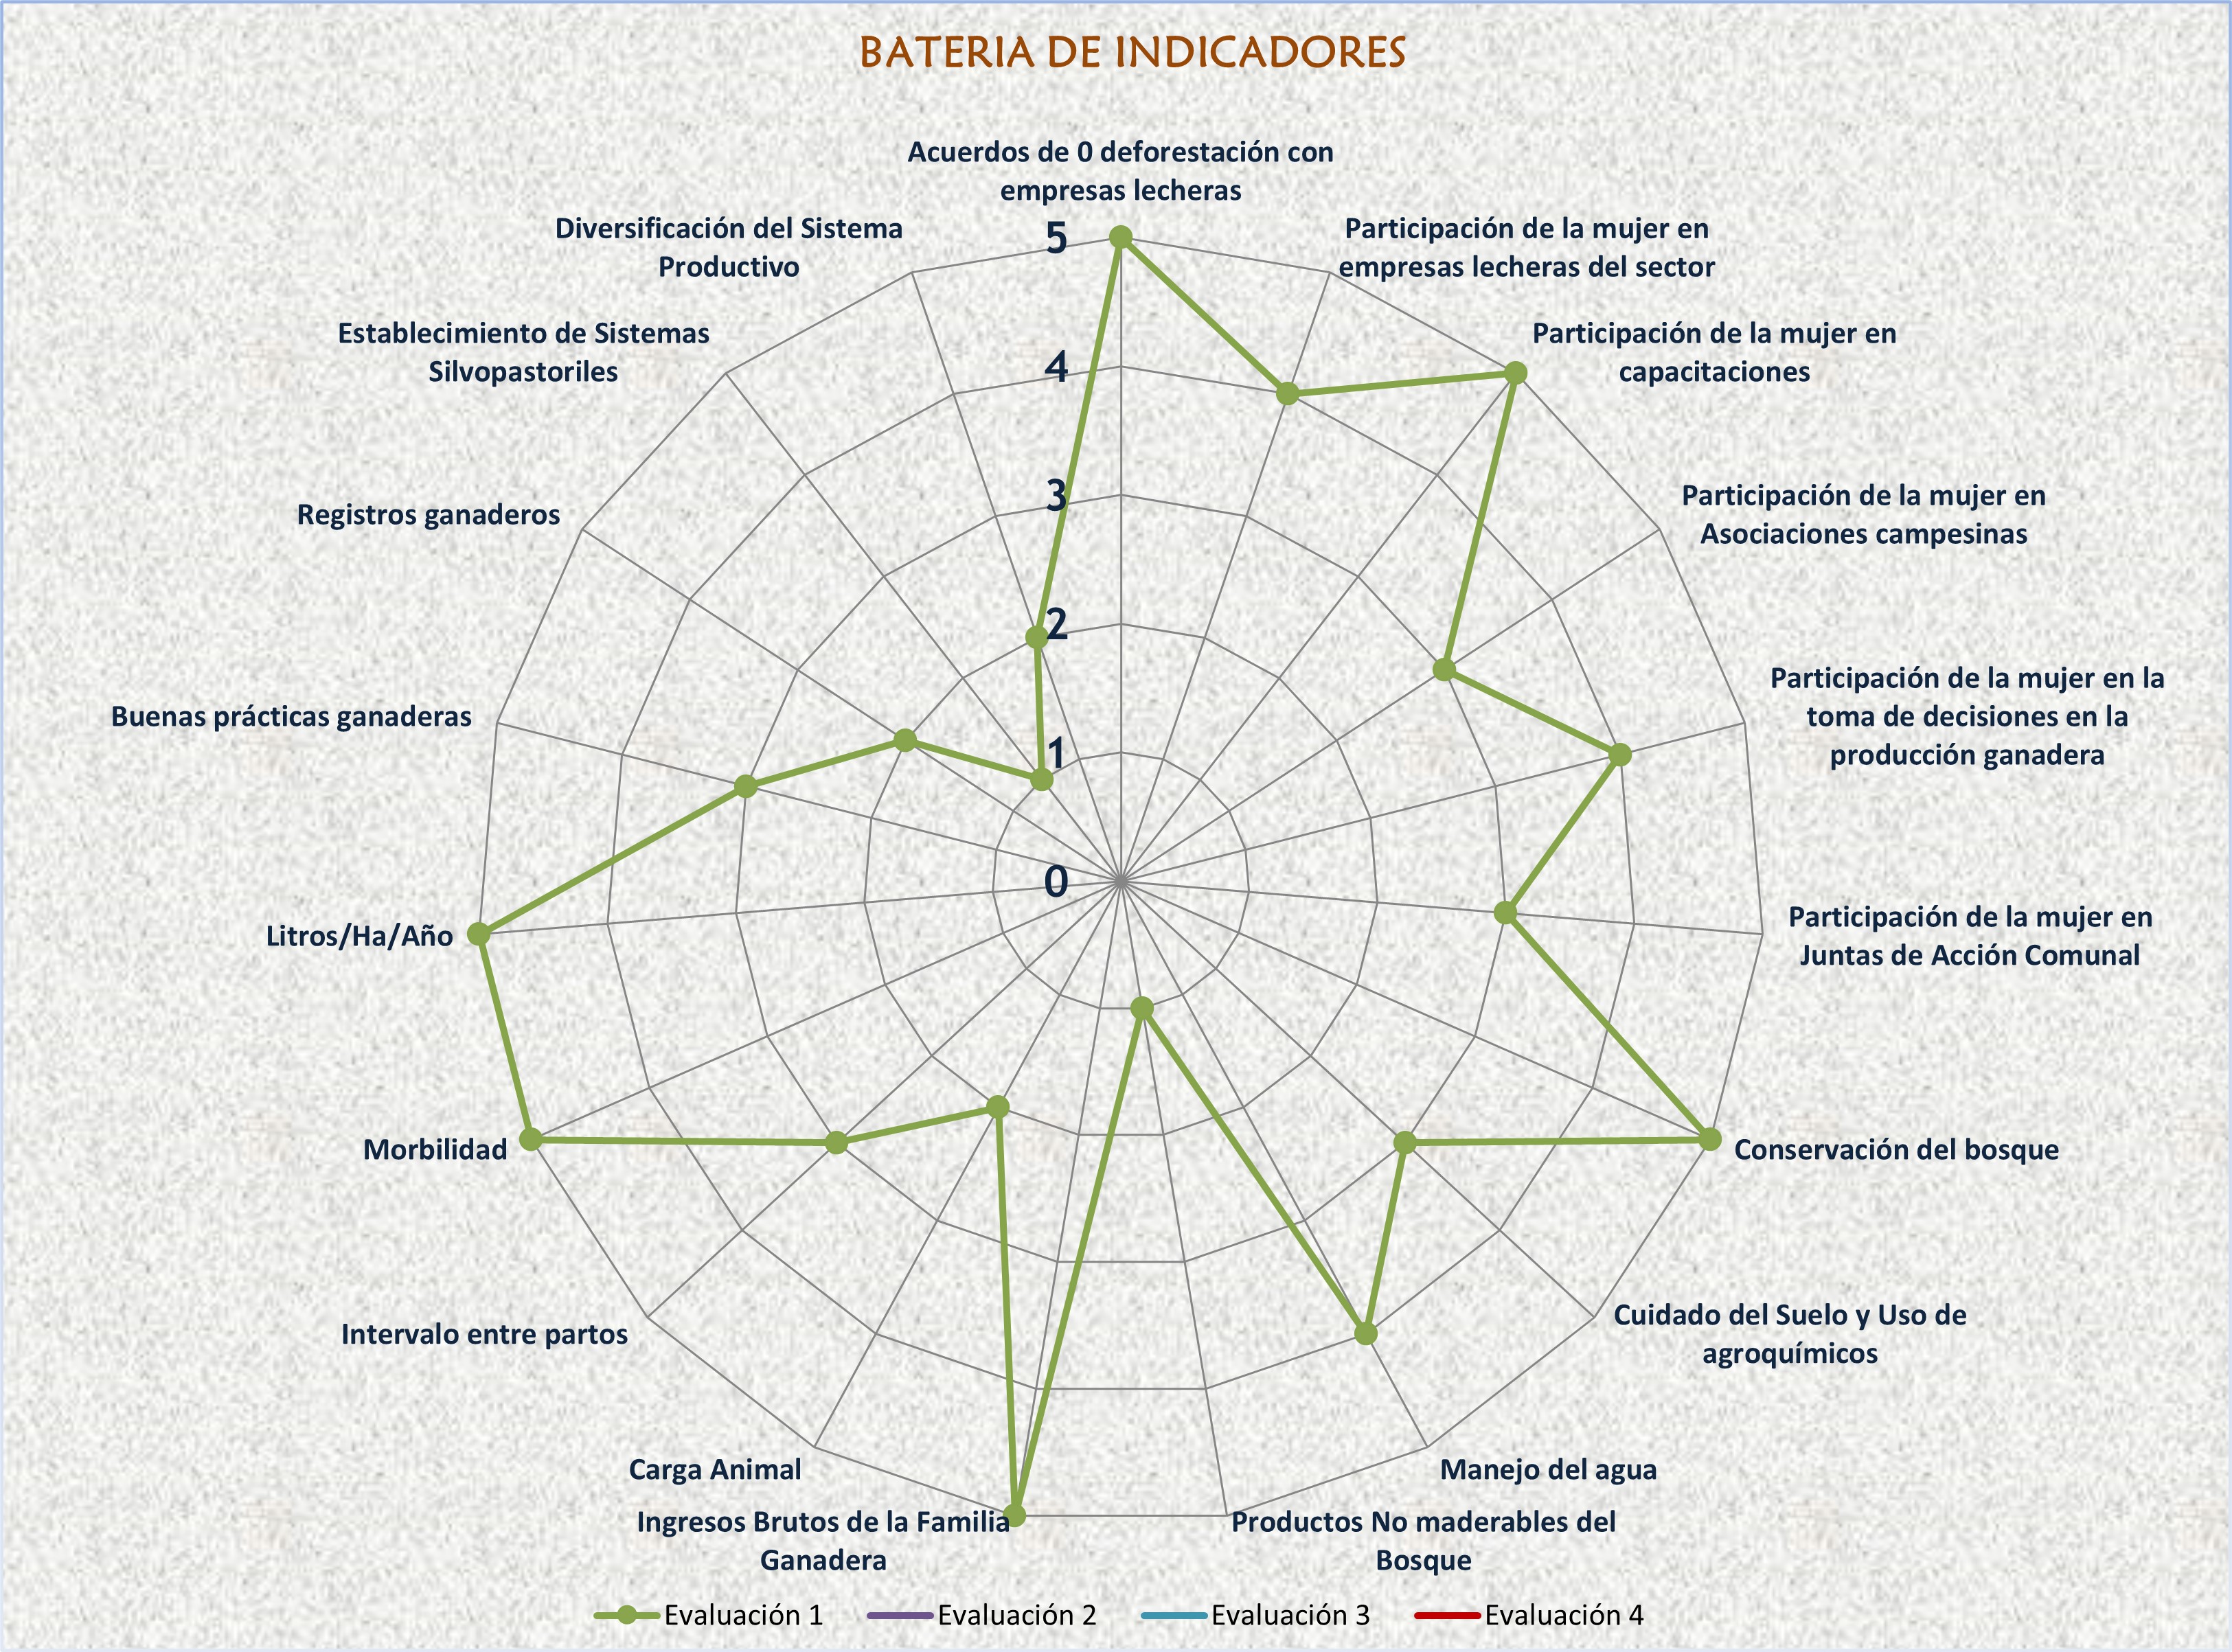 BATERIA DE INDICADORES
Acuerdos de 0 deforestación con
empresas lecheras
Participación de la mujer en
empresas lecheras del sector
Participación de la mujer en
capacitaciones
Participación de la mujer en
Asociaciones campesinas
Participación de la mujer en la
toma de decisiones en la
producción ganadera
Participación de la mujer en
Juntas de Acción Comunal
Conservación del bosque
Cuidado del Suelo y Uso de
agroquímicos
Manejo del agua
Productos No maderables del
Bosque
Ingresos Brutos de la Familia
Ganadera
Carga Animal
Intervalo entre partos
Morbilidad
Litros/Ha/Año
Buenas prácticas ganaderas
Registros ganaderos
Establecimiento de Sistemas
Silvopastoriles
Diversificación del Sistema
Productivo
5
4
3
2
1
0
Evaluación 1
Evaluación 2
Evaluación 3
Evaluación 4